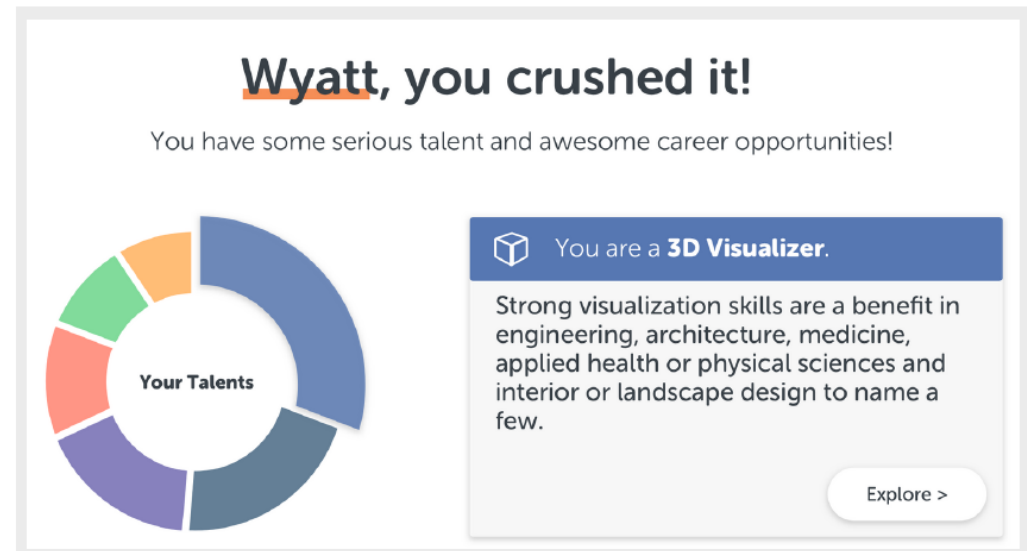 Wyatt, you crushed it!
You have some serious talent and awesome career opportunities!
Your Talents
You are a 3D Visualizer.
Strong visualization skills are a benefit in
engineering, architecture, medicine,
applied health or physical sciences and
interior or landscape design to name a
few.
Explore >